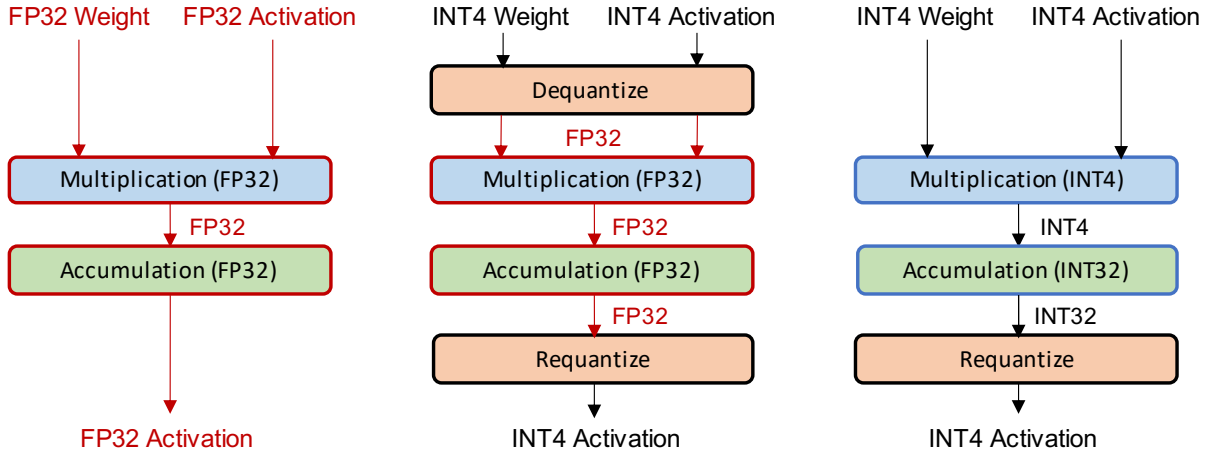 FP32 Weight FP32 Activation
Multiplication (FP32)
FP32
Accumulation (FP32)
FP32 Activation
INT4 Weight INT4 Activation
Dequantize
FP32
Multiplication (FP32)
FP32
Accumulation (FP32)
FP32
Requantize
INT4 Activation
INT4 Weight INT4 Activation
Multiplication (INT4)
INT4
Accumulation (INT32)
INT32
Requantize
INT4 Activation